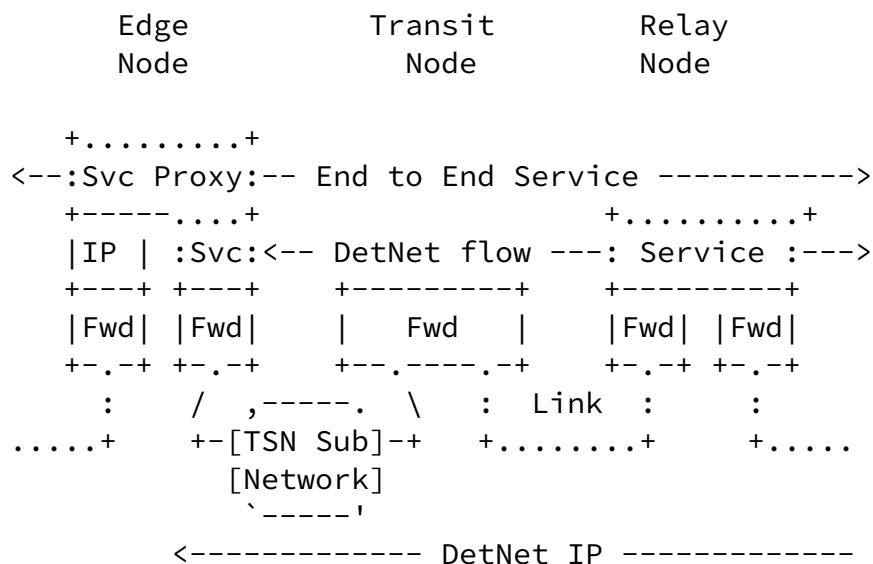 Edge Transit Relay
Node Node Node
+.........+
<--:Svc Proxy:-- End to End Service ----------->
+-----....+ +..........+
|IP | :Svc:<-- DetNet flow ---: Service :--->
+---+ +---+ +---------+ +---------+
|Fwd| |Fwd| | Fwd | |Fwd| |Fwd|
+-.-+ +-.-+ +--.----.-+ +-.-+ +-.-+
: / ,-----. \ : Link : :
.....+ +-[TSN Sub]-+ +........+ +.....
[Network]
`-----'
<------------- DetNet IP -------------